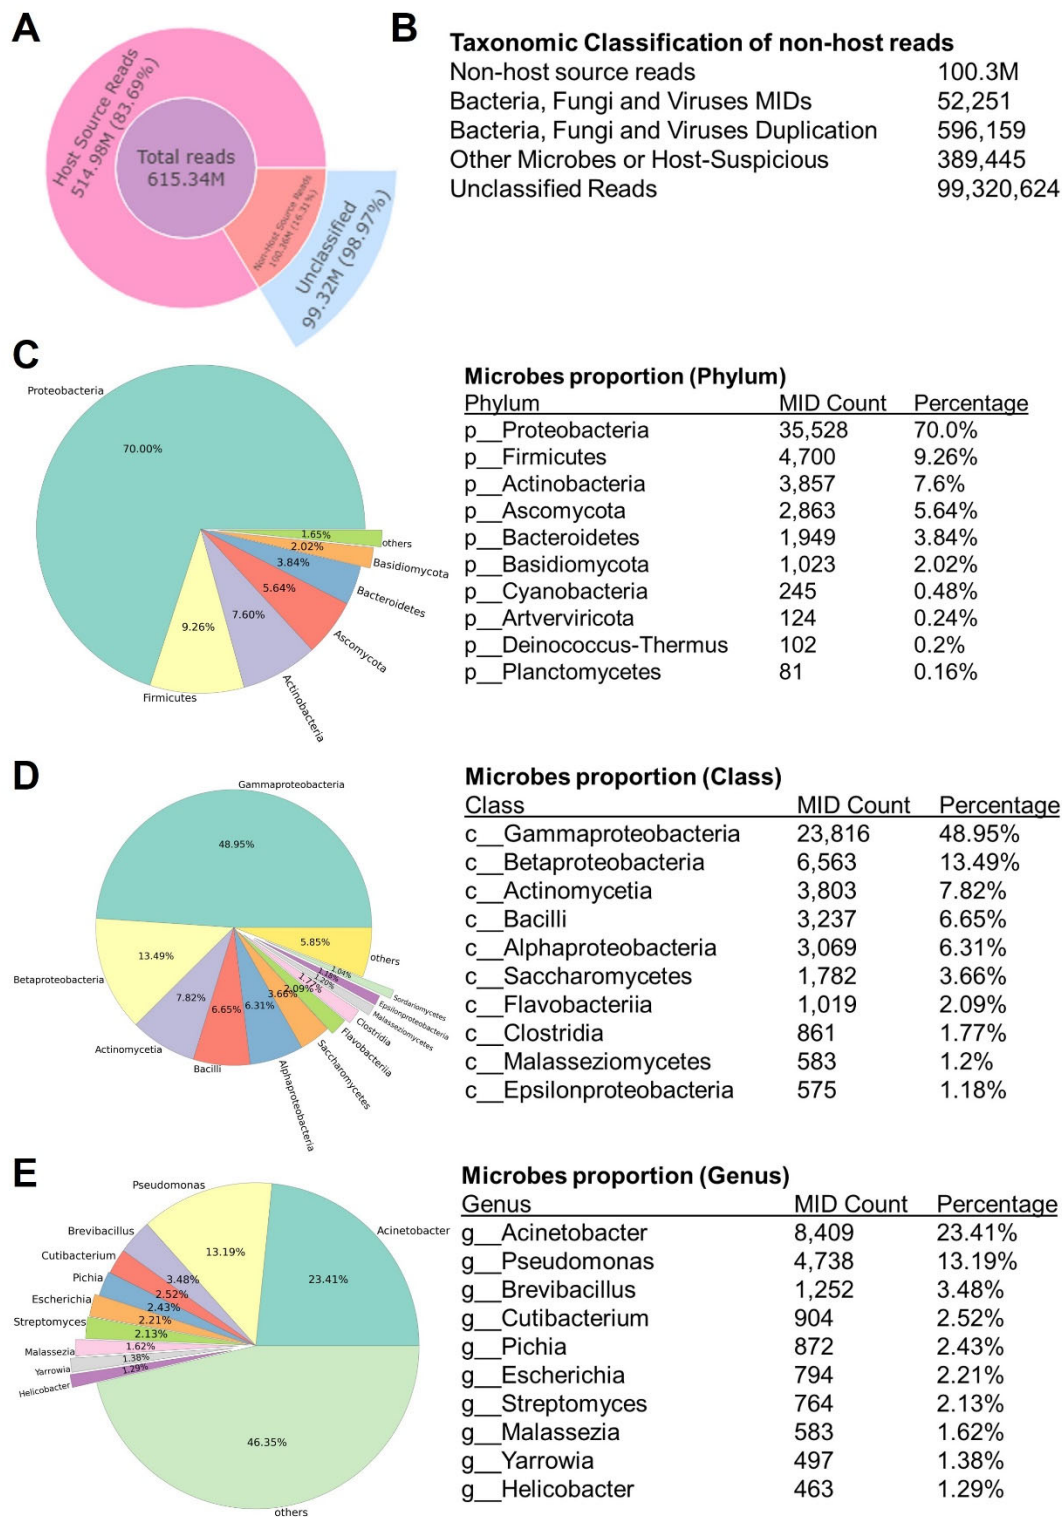 A
Host Source Reads
514.98M (83.69%)
Total reads
615.34M
Non-Host Source Reads
100.36M (16.31%)
Unclassified
99.32M (98.97%)
B
Taxonomic Classification of non-host reads
Non-host source reads 100.3M
Bacteria, Fungi and Viruses MIDs 52,251
Bacteria, Fungi and Viruses Duplication 596,159
Other Microbes or Host-Suspicious 389,445
Unclassified Reads 99,320,624
C
Proteobacteria
70.00%
1.65%
others
2.02%
Basidiomycota
3.84%
Bacteroidetes
5.64%
Ascomycota
7.60%
Actinobacteria
9.26%
Firmicutes
Microbes proportion (Phylum)
Phylum MID Count Percentage
p__Proteobacteria 35,528 70.0%
p__Firmicutes 4,700 9.26%
p__Actinobacteria 3,857 7.6%
p__Ascomycota 2,863 5.64%
p__Bacteroidetes 1,949 3.84%
p__Basidiomycota 1,023 2.02%
p__Cyanobacteria 245 0.48%
p__Artverviricota 124 0.24%
p__Deinococcus-Thermus 102 0.2%
p__Planctomycetes 81 0.16%
D
Gammaproteobacteria
48.95%
Betaproteobacteria
13.49%
Actinomycetia
7.82%
Bacilli
6.65%
Alphaproteobacteria
6.31%
Saccharomycetes
3.66%
Flavobacteriia
2.09%
Clostridia
1.77%
Malasseziomycetes
1.20%
Epsilonproteobacteria
1.18%
Sordariomycetes
1.04%
others
5.85%
Microbes proportion (Class)
Class MID Count Percentage
c__Gammaproteobacteria 23,816 48.95%
c__Betaproteobacteria 6,563 13.49%
c__Actinomycetia 3,803 7.82%
c__Bacilli 3,237 6.65%
c__Alphaproteobacteria 3,069 6.31%
c__Saccharomycetes 1,782 3.66%
c__Flavobacteriia 1,019 2.09%
c__Clostridia 861 1.77%
c__Malasseziomycetes 583 1.2%
c__Epsilonproteobacteria 575 1.18%
E
Acinetobacter
23.41%
Pseudomonas
13.19%
Brevibacillus
3.48%
Cutibacterium
2.52%
Pichia
2.43%
Escherichia
2.21%
Streptomyces
2.13%
Malassezia
1.62%
Yarrowia
1.38%
Helicobacter
1.29%
46.35%
others
Microbes proportion (Genus)
Genus MID Count Percentage
g__Acinetobacter 8,409 23.41%
g__Pseudomonas 4,738 13.19%
g__Brevibacillus 1,252 3.48%
g__Cutibacterium 904 2.52%
g__Pichia 872 2.43%
g__Escherichia 794 2.21%
g__Streptomyces 764 2.13%
g__Malassezia 583 1.62%
g__Yarrowia 497 1.38%
g__Helicobacter 463 1.29%